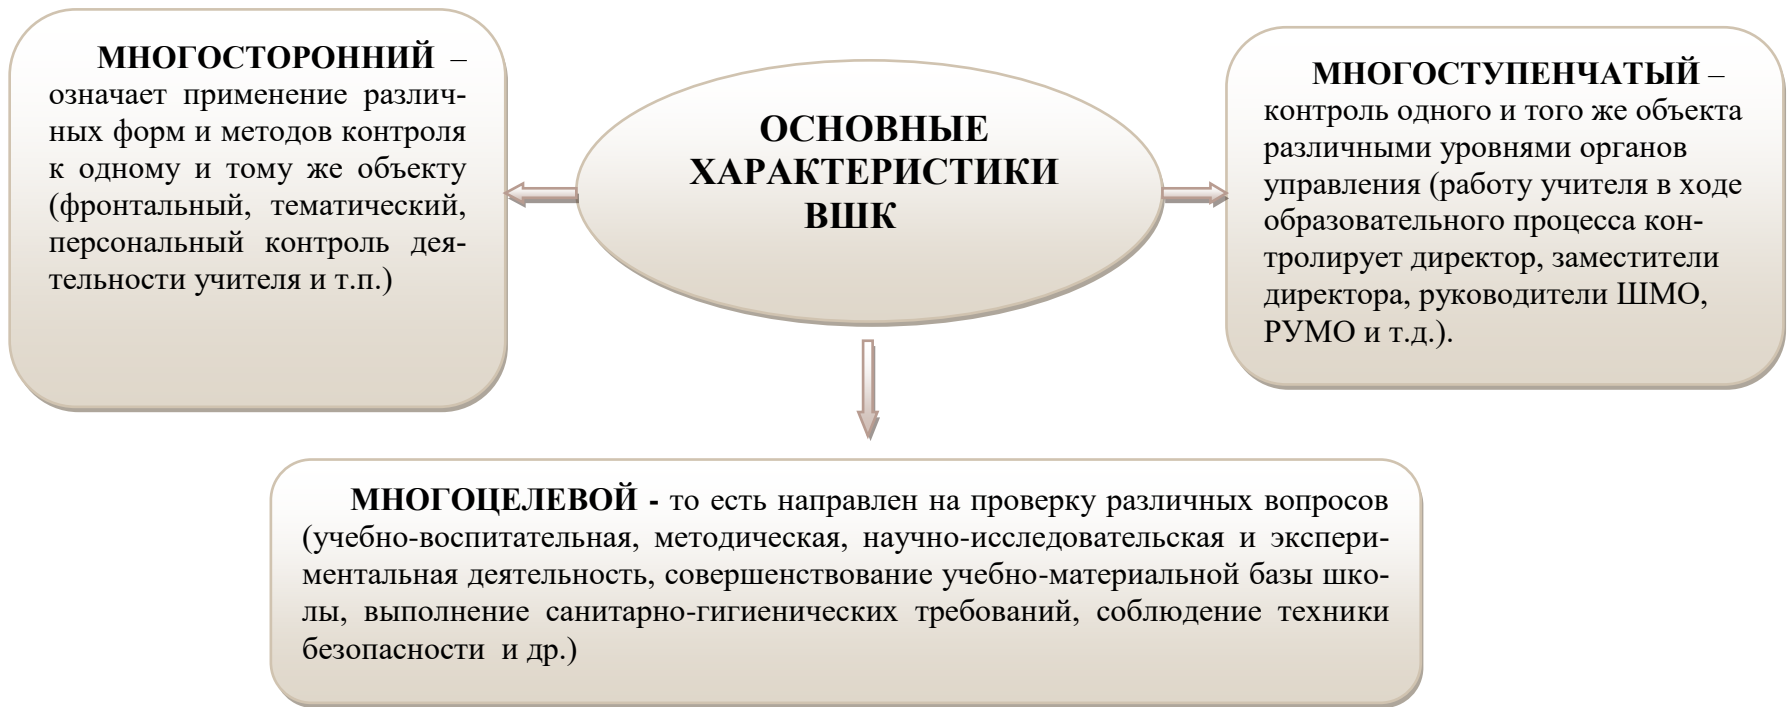 МНОГОСТОРОННИЙ –
означает применение различ-
ных форм и методов контроля
к одному и тому же объекту
(фронтальный, тематический,
персональный контроль дея-
тельности учителя и т.п.)
ОСНОВНЫЕ
ХАРАКТЕРИСТИКИ
ВШК
МНОГОСТУПЕНЧАТЫЙ –
контроль одного и того же объекта
различными уровнями органов
управления (работу учителя в ходе
образовательного процесса кон-
тролирует директор, заместители
директора, руководители ШМО,
РУМО и т.д.).
МНОГОЦЕЛЕВОЙ - то есть направлен на проверку различных вопросов
(учебно-воспитательная, методическая, научно-исследовательская и экспери-
ментальная деятельность, совершенствование учебно-материальной базы шко-
лы, выполнение санитарно-гигиенических требований, соблюдение техники
безопасности  и др.)